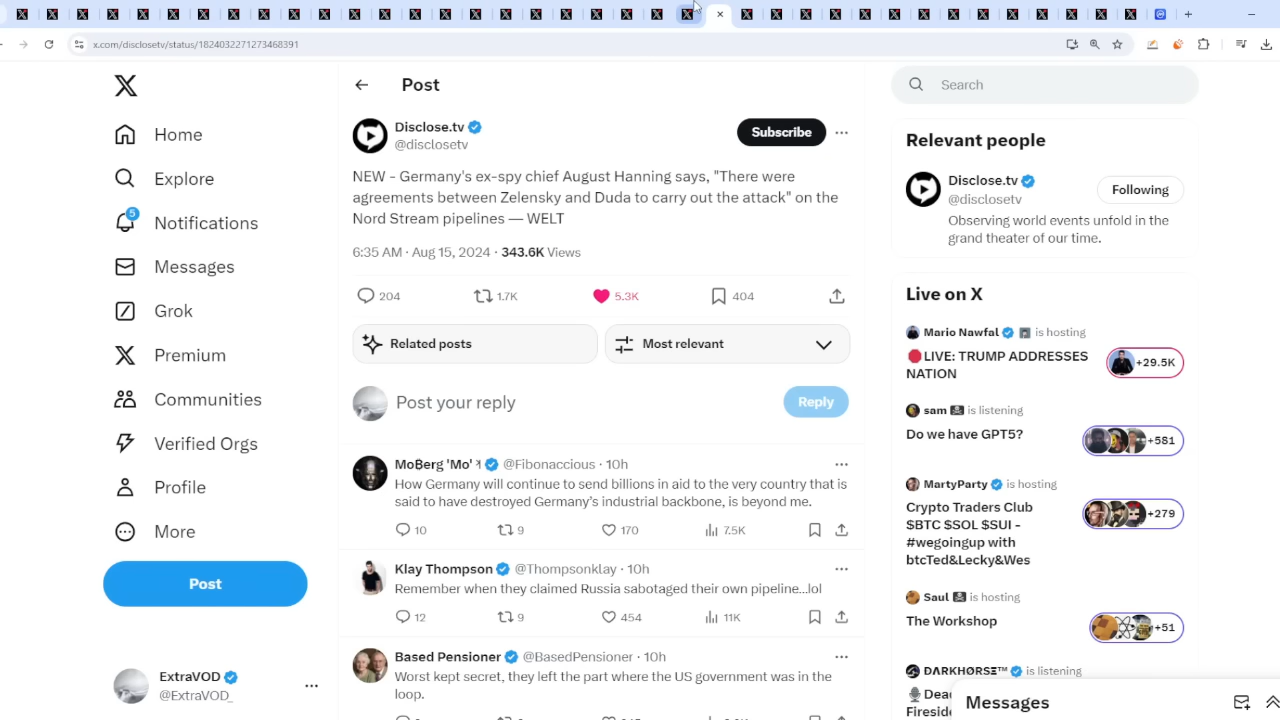 x.com/disclosetv/status/1824032271273468391
Post
Search
Home
Explore
5
Notifications
Messages
Grok
Premium
Communities
Verified Orgs
Profile
More
Post
ExtraVOD
@ExtraVOD_
Disclose.tv
@disclosetv
Subscribe
NEW - Germany's ex-spy chief August Hanning says, "There were
agreements between Zelensky and Duda to carry out the attack" on the
Nord Stream pipelines — WELT
6:35 AM · Aug 15, 2024 · 343.6K Views
204
1.7K
5.3K
404
Related posts
Most relevant
Post your reply
Reply
@Fibonaccious · 10h
How Germany will continue to send billions in aid to the very country that is
said to have destroyed Germany's industrial backbone, is beyond me.
10
9
170
7.5K
Klay Thompson @Thompsonklay · 10h
Remember when they claimed Russia sabotaged their own pipeline...lol
12
9
454
11K
Based Pensioner @BasedPensioner · 10h
Worst kept secret, they left the part where the US government was in the
loop.
Relevant people
Disclose.tv
@disclosetv
Following
Observing world events unfold in the
grand theater of our time.
Live on X
Mario Nawfal is hosting
LIVE: TRUMP ADDRESSES
NATION
+29.5K
sam is listening
Do we have GPT5?
+581
MartyParty is hosting
Crypto Traders Club
$BTC $SOL $SUI -
#wegoingup with
btcTed&Lecky&Wes
+279
Saul is hosting
The Workshop
+51
DARKHORSE™ is listening
Messages